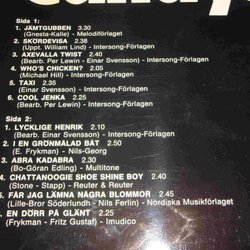 Sida 1:
1. JÄMTGUBBEN 3.30
(Gnesta-Kalle) - Melodiförlaget
2. SKÖRDEVISA 2.38
(Uppt. William Lind) - Intersong-Förlagen
3. AXEVALLA TWIST 2.40
(Bearb. Per Lewin - Einar Svensson) - Intersong-Förlagen
4. WHO'S CHICKEN? 2.05
(Michael Hill) - Intersong-Förlagen
5. TAXI 2.05
(Einar Svensson) - Intersong-Förlagen
6. COOL JENKA 2.25
(Bearb. Per Lewin) - Intersong-Förlagen
Sida 2:
1. LYCKLIGE HENRIK 2.10
(Bearb. Einar Svensson) - Intersong-Förlagen
2. I EN GRÖNMÅLAD BÅT 2.50
(E. Frykman) - Nils-Georg
3. ABRA KADABRA 2.30
(Bo-Göran Edling) - Multitone
4. CHATTANOOGIE SHOE SHINE BOY 2.24
(Stone - Stapp) - Reuter & Reuter
5. FÅR JAG LÄMNA NÅGRA BLOMMOR 2.45
(Lille-Bror Söderlundh - Nils Ferlin) - Nordiska Musikförlaget
6. EN DÖRR PÅ GLÄNT 2.31
(Frykman - Fritz Gustaf) - Imudico